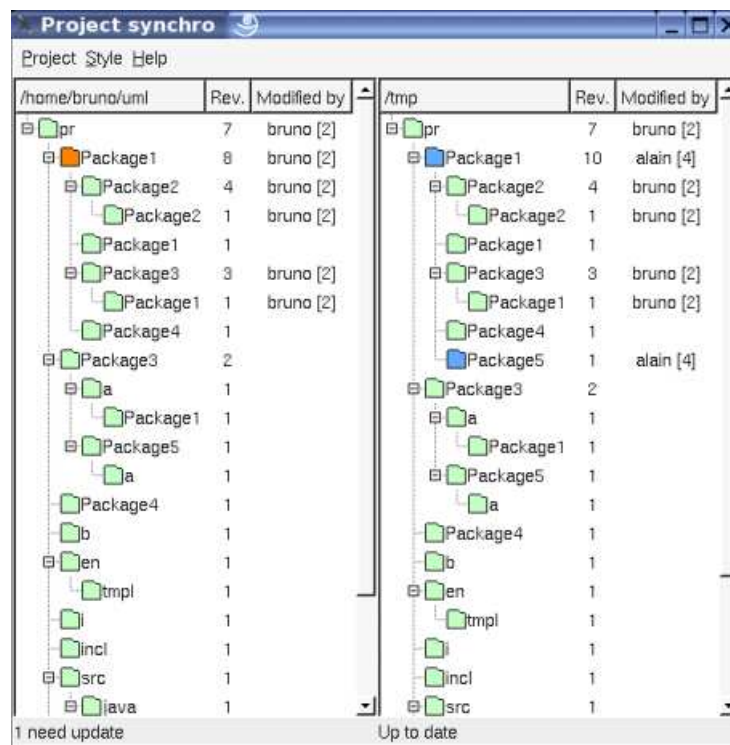 Project synchro
Project Style Help
/home/bruno/uml Rev. Modified by /tmp Rev. Modified by
pr 7 bruno [2] pr 7 bruno [2]
Package1 8 bruno [2] Package1 10 alain [4]
Package2 4 bruno [2] Package2 4 bruno [2]
Package2 1 bruno [2] Package2 1 bruno [2]
Package1 1 Package1 1
Package3 3 bruno [2] Package3 3 bruno [2]
Package1 1 bruno [2] Package1 1 bruno [2]
Package4 1 Package4 1
Package3 2 Package5 1 alain [4]
a 1 Package3 2
Package1 1 a 1
Package5 1 Package1 1
a 1 Package5 1
Package4 1 a 1
b 1 Package4 1
en 1 b 1
tmpl 1 en 1
i 1 tmpl 1
incl 1 i 1
src 1 incl 1
java 1 src 1
1 need update Up to date